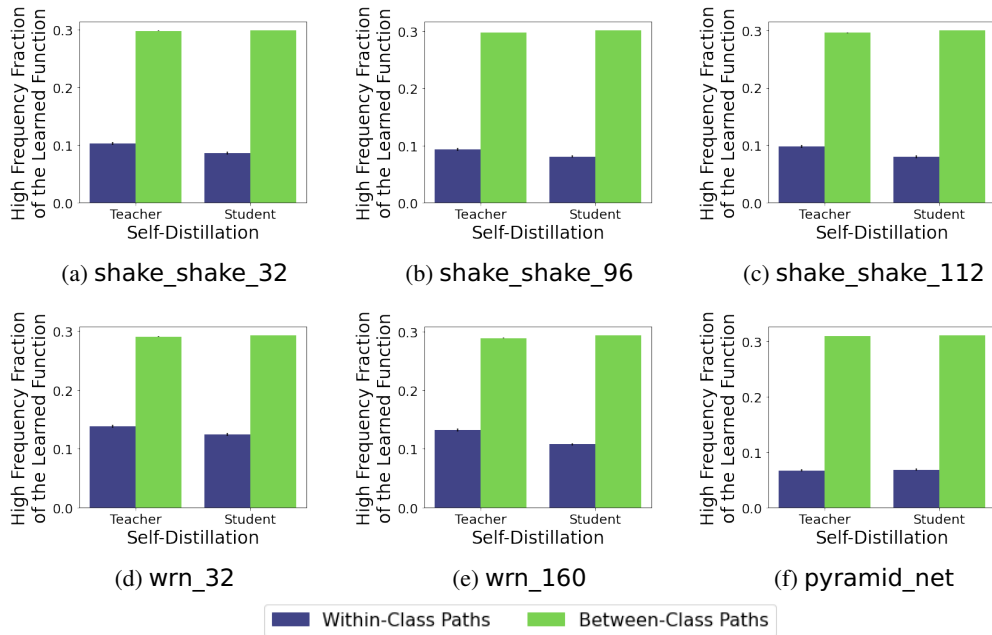 High Frequency Fraction
of the Learned Function
0.3
0.2
0.1
0.0
Teacher
Student
Self-Distillation
(a) shake_shake_32
High Frequency Fraction
of the Learned Function
0.3
0.2
0.1
0.0
Teacher
Student
Self-Distillation
(b) shake_shake_96
High Frequency Fraction
of the Learned Function
0.3
0.2
0.1
0.0
Teacher
Student
Self-Distillation
(c) shake_shake_112
High Frequency Fraction
of the Learned Function
0.3
0.2
0.1
0.0
Teacher
Student
Self-Distillation
(d) wrn_32
High Frequency Fraction
of the Learned Function
0.3
0.2
0.1
0.0
Teacher
Student
Self-Distillation
(e) wrn_160
High Frequency Fraction
of the Learned Function
0.3
0.2
0.1
0.0
Teacher
Student
Self-Distillation
(f) pyramid_net
Within-Class Paths
Between-Class Paths